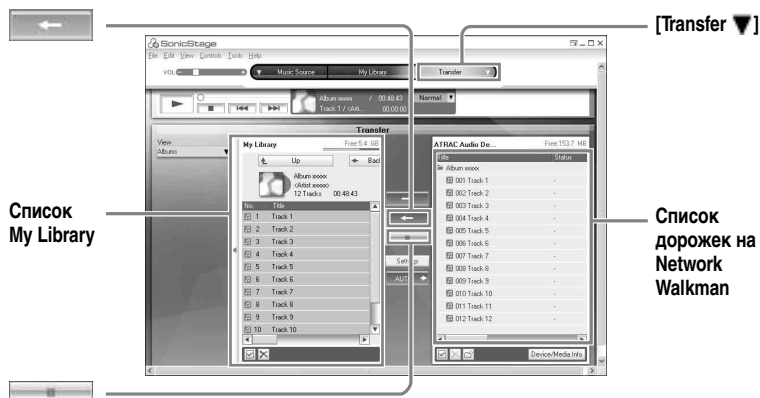 [Transfer ▼]
SonicStage
File Edit View Controls Tools Help
VOL
Music Source My Library Transfer
Album xxxxx / 00:48:43 Normal
Track 1 / <Arti... 00:00:00
Transfer
View
Albums
My Library Free:5.4 GB
Up Back
Album xxxxx
<Artist xxxxx>
12 Tracks 00:48:43
No. Title
1 Track 1
2 Track 2
3 Track 3
4 Track 4
5 Track 5
6 Track 6
7 Track 7
8 Track 8
9 Track 9
10 Track 10
Settings
ATRAC Audio De... Free:153.7 MB
Title Status
Album xxxxx
001 Track 1 -
002 Track 2 -
003 Track 3 -
004 Track 4 -
005 Track 5 -
006 Track 6 -
007 Track 7 -
008 Track 8 -
009 Track 9 -
010 Track 10 -
011 Track 11 -
012 Track 12 -
Device/Media Info
Список
My Library
Список
дорожек на
Network
Walkman